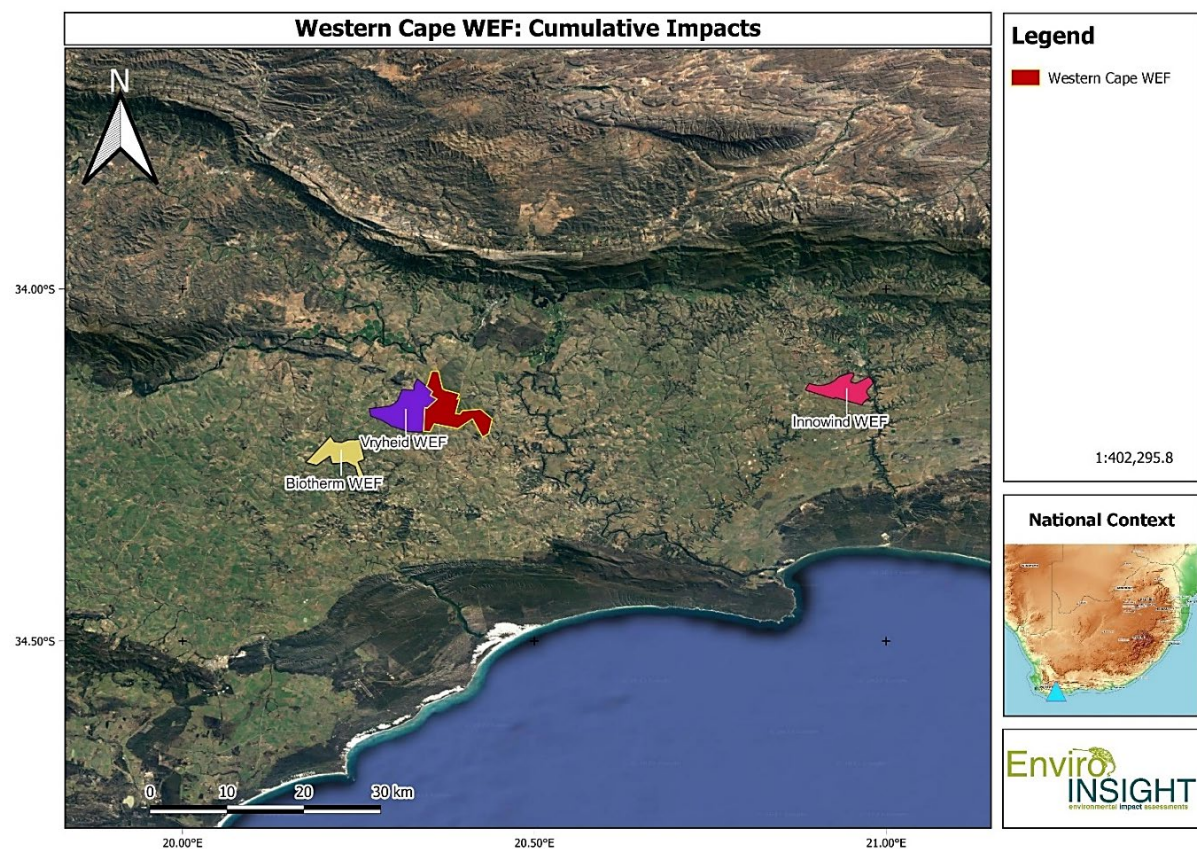 Western Cape WEF: Cumulative Impacts
N
34.00°S
34.50°S
Vryheid WEF
Biotherm WEF
Innowind WEF
0 10 20 30 km
20.00°E 20.50°E 21.00°E
Legend
Western Cape WEF
1:402,295.8
National Context
Enviro
INSIGHT
environmental impact assessments